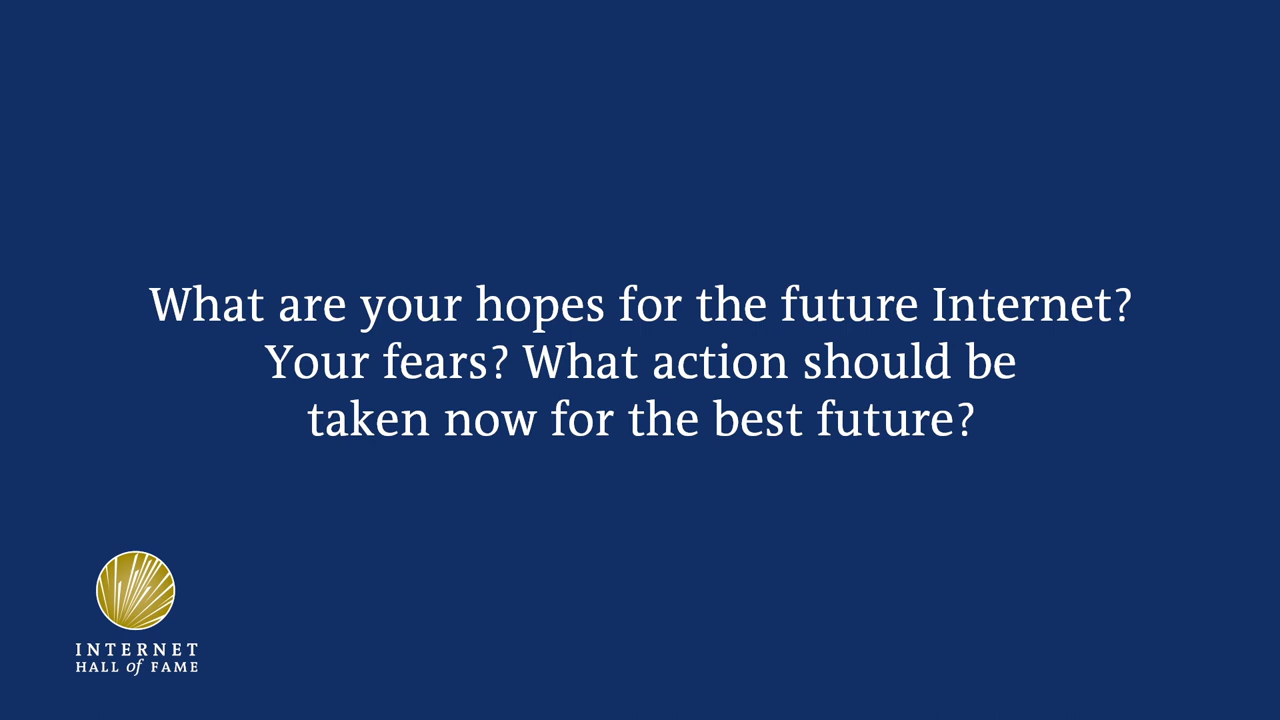 What are your hopes for the future Internet?
Your fears? What action should be
taken now for the best future?
INTERNET
HALL of FAME